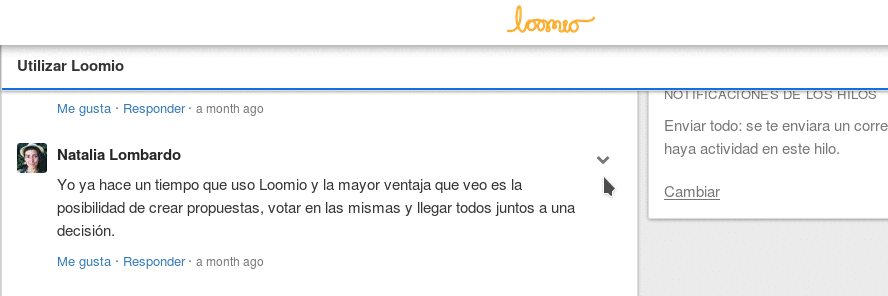 loomio
Utilizar Loomio
Me gusta · Responder · a month ago
Natalia Lombardo
Yo ya hace un tiempo que uso Loomio y la mayor ventaja que veo es la
posibilidad de crear propuestas, votar en las mismas y llegar todos juntos a una
decisión.
Me gusta · Responder · a month ago
NOTIFICACIONES DE LOS HILOS
Enviar todo: se te enviara un corre
haya actividad en este hilo.
Cambiar